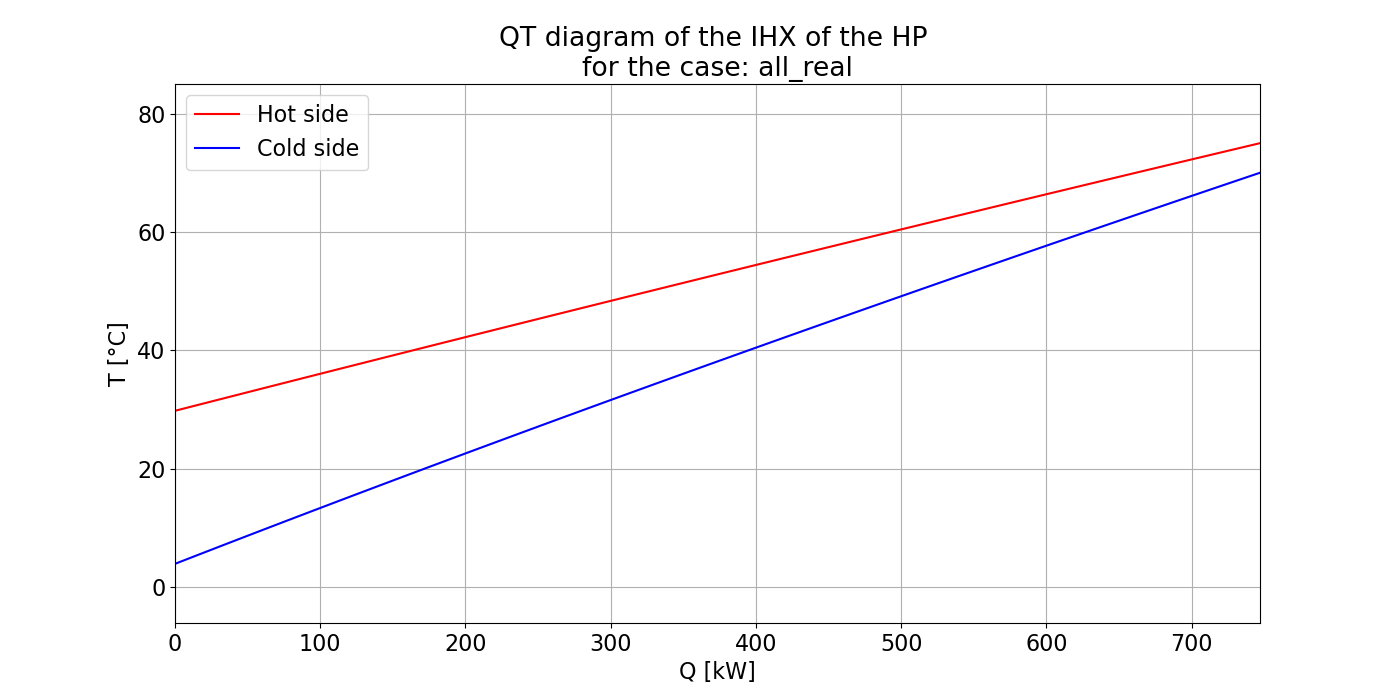 QT diagram of the IHX of the HP
for the case: all_real
Hot side
Cold side
T [°C]
80
60
40
20
0
0 100 200 300 400 500 600 700
Q [kW]